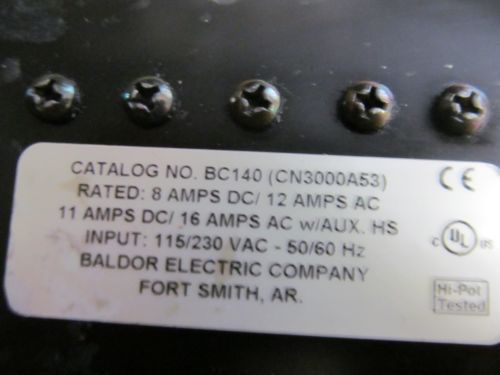 CATALOG NO. BC140 (CN3000A53)
RATED: 8 AMPS DC/ 12 AMPS AC
11 AMPS DC/ 16 AMPS AC w/AUX. HS
INPUT: 115/230 VAC - 50/60 Hz
BALDOR ELECTRIC COMPANY
FORT SMITH, AR.
CE
C UL US
Hi-Pot
Tested